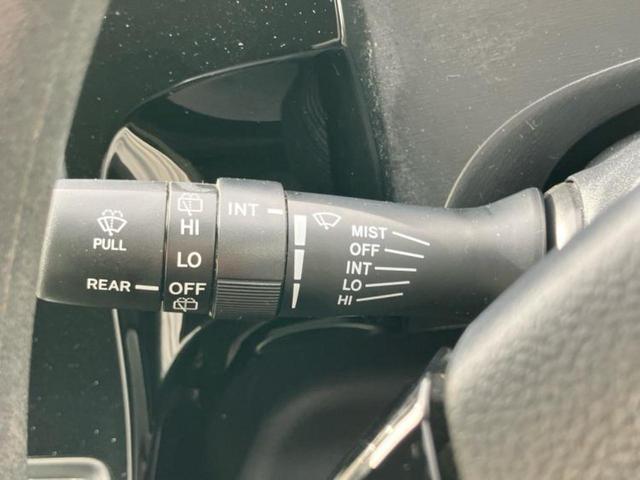 PULL
REAR
HI
LO
OFF
INT
MIST
OFF
INT
LO
HI